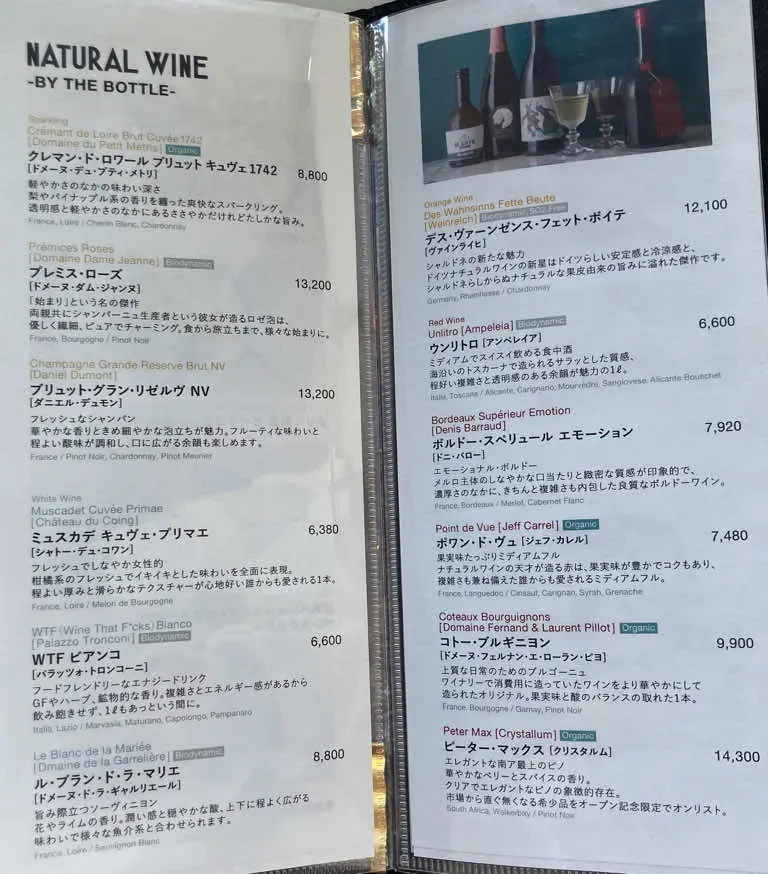 NATURAL WINE
-BY THE BOTTLE-
Sparkling
Crémant de Loire Brut Cuvée 1742
[Domaine du Petit Métris] Organic
クレマン・ド・ロワール ブリュット キュヴェ 1742 8,800
[ドメーヌ・デュ・プティ・メトリ]
軽やかさのなかの味わい深さ
梨やパイナップル系の香りを纏った爽快なスパークリング。
透明感と軽やかさのなかにあるささやかだけれどたしかな旨み。
France, Loire / Chenin Blanc, Chardonnay
Prémices Roses
[Domaine Dame Jeanne] Biodynamic
プレミス・ローズ 13,200
[ドメーヌ・ダム・ジャンヌ]
「始まり」という名の傑作
両親共にシャンパーニュ生産者という彼女が造るロゼ泡は、
優しく繊細、ピュアでチャーミング。食から旅立ちまで、様々な始まりに。
France, Bourgogne / Pinot Noir
Champagne Grande Reserve Brut NV
[Daniel Dumont]
ブリュット・グラン・リゼルヴ NV 13,200
[ダニエル・デュモン]
フレッシュなシャンパン
華やかな香りときめ細やかな泡立ちが魅力。フルーティな味わいと
程よい酸味が調和し、口に広がる余韻も楽しめます。
France / Pinot Noir, Chardonnay, Pinot Meunier
White Wine
Muscadet Cuvée Primae
[Château du Coing]
ミュスカデ キュヴェ・プリマエ 6,380
[シャトー・デュ・コワン]
フレッシュでしなやか女性的
柑橘系のフレッシュでイキイキとした味わいを全面に表現。
程よい厚みと滑らかなテクスチャーが心地好い誰からも愛される1本。
France, Loire / Melon de Bourgogne
WTF (Wine That F*cks) Bianco
[Palazzo Tronconi] Biodynamic
WTF ビアンコ 6,600
[パラッツォ・トロンコーニ]
フードフレンドリーなエナジードリンク
GFやハーブ、鉱物的な香り。複雑さとエネルギー感があるから
飲み飽きせず、1ℓもあっという間に。
Italia, Lazio / Marvasia, Maturano, Capolongo, Pampanaro
Le Blanc de la Mariée
[Dmaine de la Garrelière] Biodynamic
ル・ブラン・ド・ラ・マリエ 8,800
[ドメーヌ・ド・ラ・ギャルリエール]
旨み際立つソーヴィニヨン
花やライムの香り。潤い感と穏やかな酸、上下に程よく広がる
味わいで様々な魚介系と合わせられます。
France, Loire / Sauvignon Blanc
Orange Wine
Des Wahnsinns Fette Beute
[Weinreich] Biodynamic, SO2 Free
デス・ヴァーンゼンス・フェット・ボイテ 12,100
[ヴァインライヒ]
シャルドネの新たな魅力
ドイツナチュラルワインの新星はドイツらしい安定感と冷涼感と、
シャルドネらしからぬナチュラルな果皮由来の旨みに溢れた傑作です。
Germany, Rheinhesse / Chardonnay
Red Wine
Unlitro [Ampeleia] Biodynamic
ウンリトロ [アンペレイア] 6,600
ミディアムでスイスイ飲める食中酒
海沿いのトスカーナで造られるサラッとした質感、
程好い複雑さと透明感のある余韻が魅力の1ℓ。
Italia, Toscana / Alicante, Carignano, Mourvèdre, Sangiovese, Alicante Bouschet
Bordeaux Supérieur Emotion
[Denis Barraud]
ボルドー・スペリュール エモーション 7,920
[ドニ・バロー]
エモーショナル・ボルドー
メルロ主体のしなやかな口当たりと緻密な質感が印象的で、
濃厚さのなかに、きちんと複雑さも内包した良質なボルドーワイン。
France, Bordeaux / Merlot, Cabernet Flanc
Point de Vue [Jeff Carrel] Organic
ポワン・ド・ヴュ [ジェフ・カレル] 7,480
果実味たっぷりミディアムフル
ナチュラルワインの天才が造る赤は、果実味が豊かでコクもあり、
複雑さも兼ね備えた誰からも愛されるミディアムフル。
France, Languedoc / Cinsaut, Carignan, Syrah, Grenache
Coteaux Bourguignons
[Domaine Fernand & Laurent Pillot] Organic
コトー・ブルギニヨン 9,900
[ドメーヌ・フェルナン・エ・ローラン・ピヨ]
上質な日常のためのブルゴーニュ
ワイナリーで消費用に造っていたワインをより華やかにして
造られたオリジナル。果実味と酸のバランスの取れた1本。
France, Bourgogne / Gamay, Pinot Noir
Peter Max [Crystallum] Organic
ピーター・マックス [クリスタルム] 14,300
エレガントな南ア最上のピノ
華やかなベリーとスパイスの香り。
クリアでエレガントなピノの象徴的存在。
市場から直ぐ無くなる希少品をオープン記念限定でオンリスト。
South Africa, Walkerbay / Pinot Noir